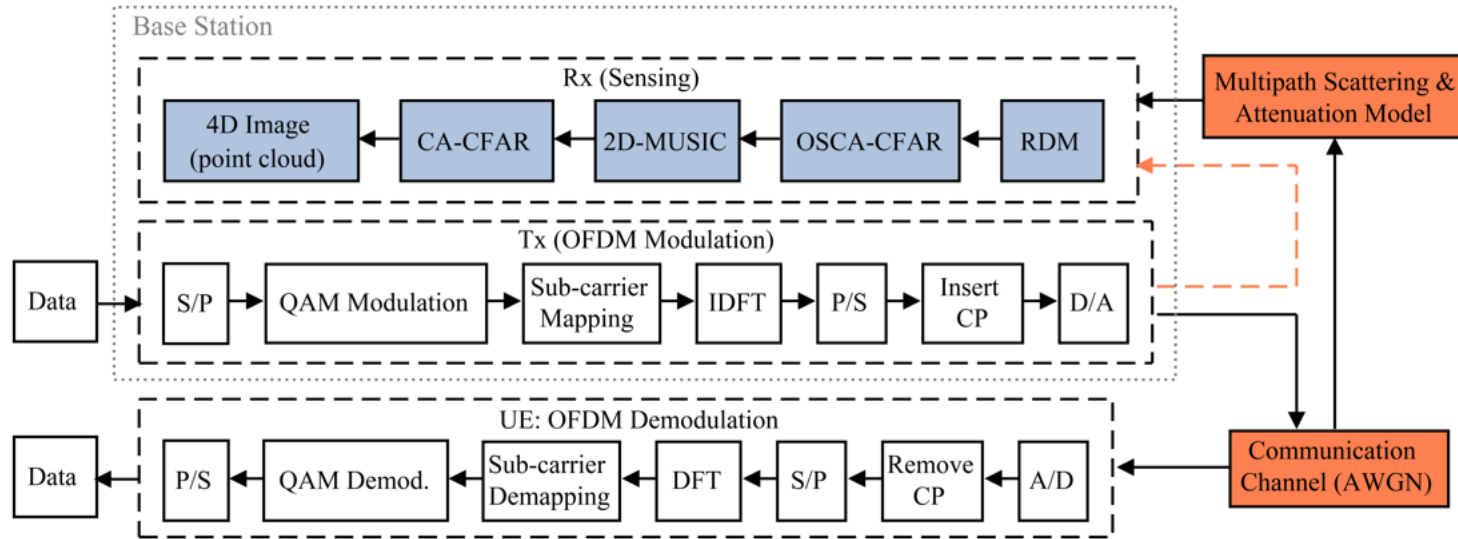 Base Station
Rx (Sensing)
4D Image
(point cloud)
CA-CFAR
2D-MUSIC
OSCA-CFAR
RDM
Multipath Scattering &
Attenuation Model
Tx (OFDM Modulation)
Data
S/P
QAM Modulation
Sub-carrier
Mapping
IDFT
P/S
Insert
CP
D/A
UE: OFDM Demodulation
Data
P/S
QAM Demod.
Sub-carrier
Demapping
DFT
S/P
Remove
CP
A/D
Communication
Channel (AWGN)